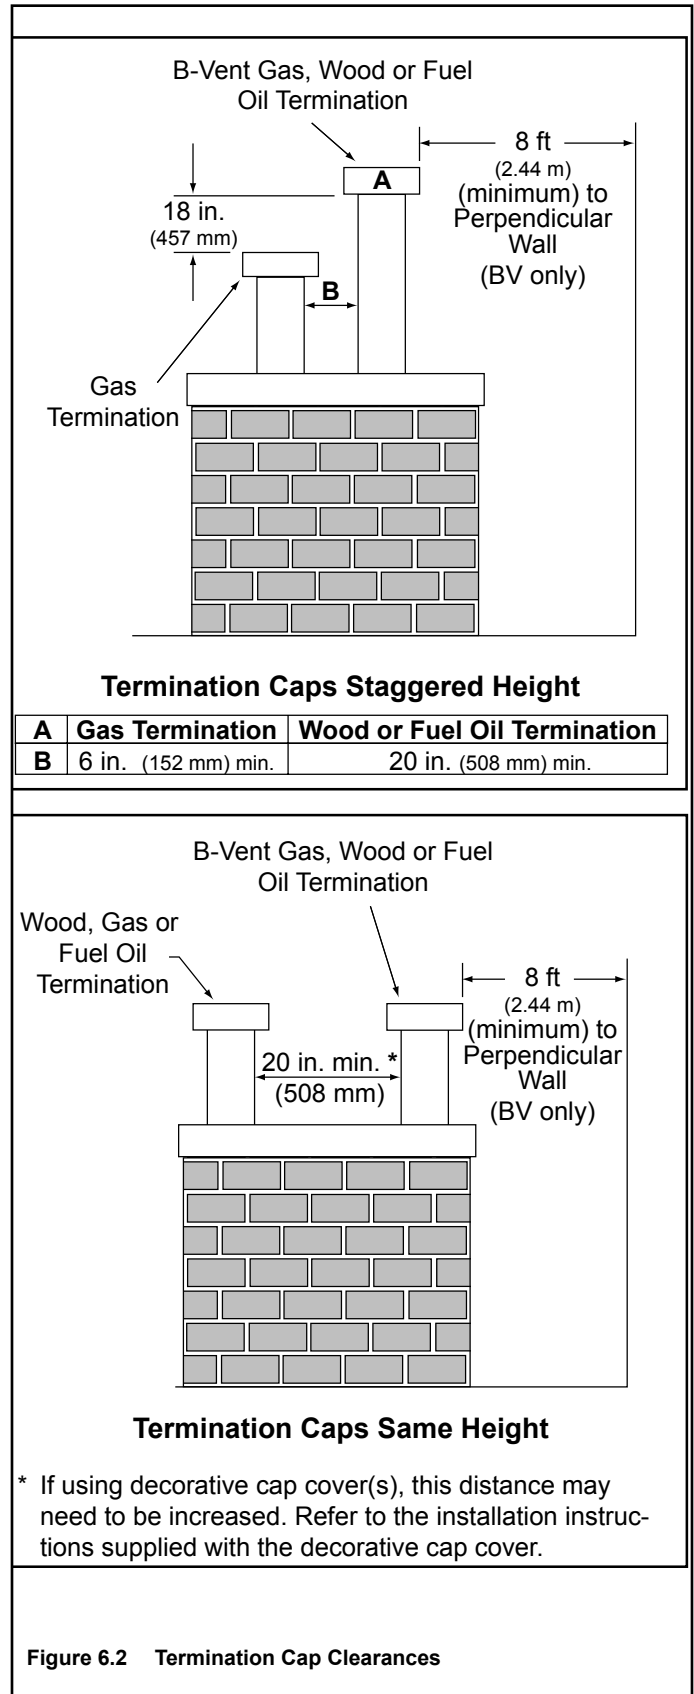 B-Vent Gas, Wood or Fuel
Oil Termination
8 ft
(2.44 m)
(minimum) to
Perpendicular
Wall
(BV only)
A
18 in.
(457 mm)
B
Gas
Termination
Termination Caps Staggered Height
A Gas Termination Wood or Fuel Oil Termination
B 6 in. (152 mm) min. 20 in. (508 mm) min.
B-Vent Gas, Wood or Fuel
Oil Termination
Wood, Gas or
Fuel Oil
Termination
8 ft
(2.44 m)
(minimum) to
Perpendicular
Wall
(BV only)
20 in. min. *
(508 mm)
Termination Caps Same Height
* If using decorative cap cover(s), this distance may
need to be increased. Refer to the installation instruc-
tions supplied with the decorative cap cover.
Figure 6.2 Termination Cap Clearances